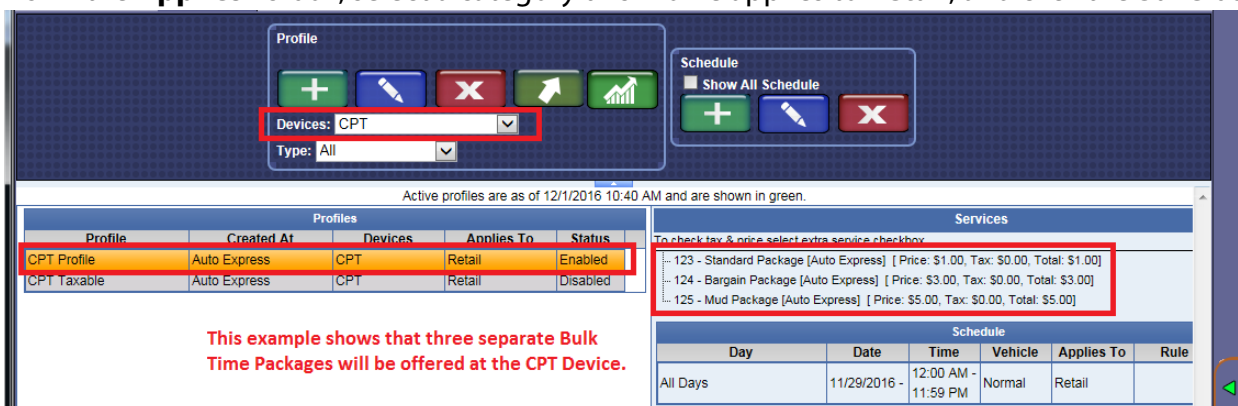 Profile
Devices: CPT
Type: All
Schedule
Show All Schedule
Active profiles are as of 12/1/2016 10:40 AM and are shown in green.
Profiles
Profile Created At Devices Applies To Status
CPT Profile Auto Express CPT Retail Enabled
CPT Taxable Auto Express CPT Retail Disabled
This example shows that three separate Bulk
Time Packages will be offered at the CPT Device.
Services
To check tax & price select extra service checkbox
123 - Standard Package [Auto Express] [ Price: $1.00, Tax: $0.00, Total: $1.00]
124 - Bargain Package [Auto Express] [ Price: $3.00, Tax: $0.00, Total: $3.00]
125 - Mud Package [Auto Express] [ Price: $5.00, Tax: $0.00, Total: $5.00]
Schedule
Day Date Time Vehicle Applies To Rule
All Days 11/29/2016 - 12:00 AM - Normal Retail
11:59 PM